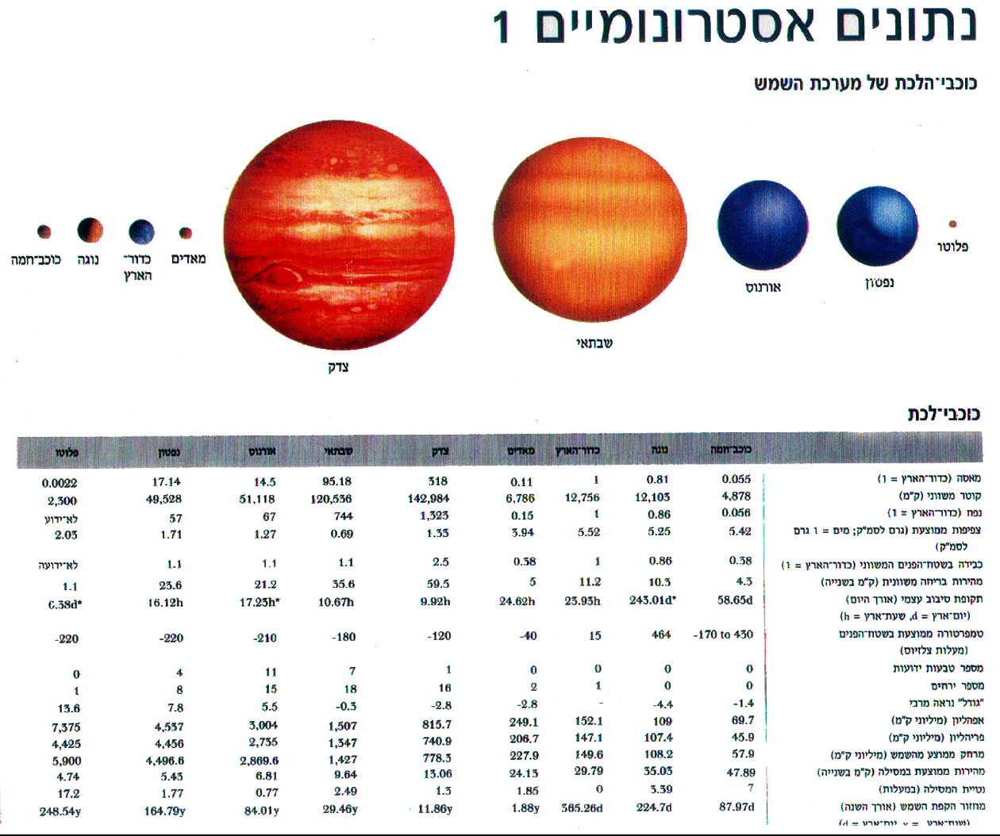 נתונים אסטרונומיים 1
כוכבי־הלכת של מערכת השמש
כוכב־חמה
נוגה
כדור־
הארץ
מאדים
צדק
שבתאי
אורנוס
נפטון
פלוטו
כוכבי־לכת
כוכב־חמה נוגה כדור־הארץ מאדים צדק שבתאי אורנוס נפטון פלוטו
מאסה (כדור־הארץ = 1) 0.055 0.81 1 0.11 318 95.18 14.5 17.14 0.0022
קוטר משווני (ק"מ) 4,878 12,103 12,756 6,786 142,984 120,536 51,118 49,528 2,300
נפח (כדור־הארץ = 1) 0.056 0.86 1 0.15 1,323 744 67 57 לא־ידוע
צפיפות ממוצעת (גרם לסמ"ק; מים = 1 גרם 5.42 5.25 5.52 3.94 1.33 0.69 1.27 1.71 2.03
לסמ"ק)
כבידה בשטח־הפנים המשווני (כדור־הארץ = 1) 0.38 0.86 1 0.38 2.5 1.1 1.1 1.1 לא־ידועה
מהירות בריחה משוונית (ק"מ בשנייה) 4.3 10.3 11.2 5 59.5 35.6 21.2 23.6 1.1
תקופת סיבוב עצמי (אורך היום) 58.65d 243.01d* 23.93h 24.62h 9.92h 10.67h 17.23h* 16.12h 6.38d*
(יום־ארץ = d, שעת־ארץ = h)
טמפרטורה ממוצעת בשטח־הפנים -170 to 430 464 15 -40 -120 -180 -210 -220 -220
(מעלות צלזיוס)
מספר טבעות ידועות 0 0 0 0 1 7 11 4 0
מספר ירחים 0 0 1 2 16 18 15 8 1
"גודל" נראה מרבי -1.4 -4.4 - -2.8 -2.8 -0.3 5.5 7.8 13.6
אפהליון (מיליוני ק"מ) 69.7 109 152.1 249.1 815.7 1,507 3,004 4,537 7,375
פריהליון (מיליוני ק"מ) 45.9 107.4 147.1 206.7 740.9 1,347 2,735 4,456 4,425
מרחק ממוצע מהשמש (מיליוני ק"מ) 57.9 108.2 149.6 227.9 778.3 1,427 2,869.6 4,496.6 5,900
מהירות ממוצעת במסילה (ק"מ בשנייה) 47.89 35.03 29.79 24.13 13.06 9.64 6.81 5.43 4.74
נטיית המסילה (במעלות) 7 3.39 0 1.85 1.3 2.49 0.77 1.77 17.2
מחזור הקפת השמש (אורך השנה) 87.97d 224.7d 365.26d 1.88y 11.86y 29.46y 84.01y 164.79y 248.54y
(שנת־ארץ = y, יום־ארץ = d)